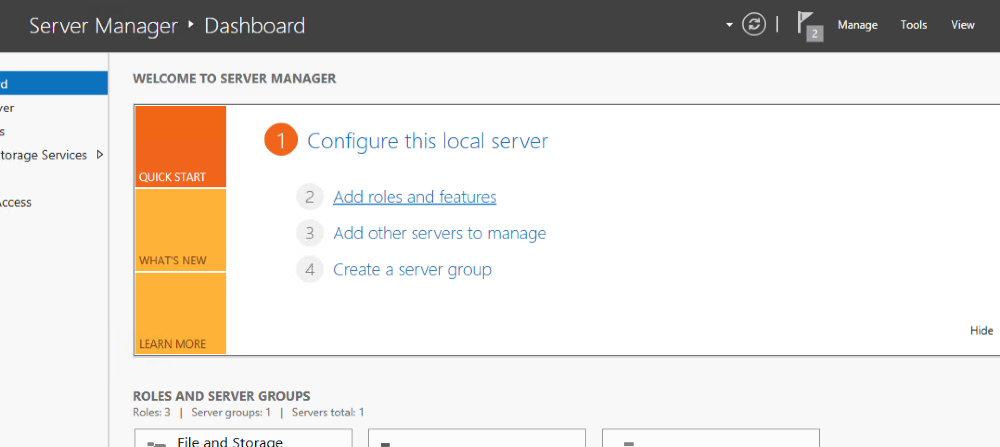 Server Manager ‣ Dashboard
2
Manage
Tools
View
d
ver
s
torage Services
Access
WELCOME TO SERVER MANAGER
QUICK START
WHAT'S NEW
LEARN MORE
1 Configure this local server
2 Add roles and features
3 Add other servers to manage
4 Create a server group
Hide
ROLES AND SERVER GROUPS
Roles: 3 | Server groups: 1 | Servers total: 1
File and Storage